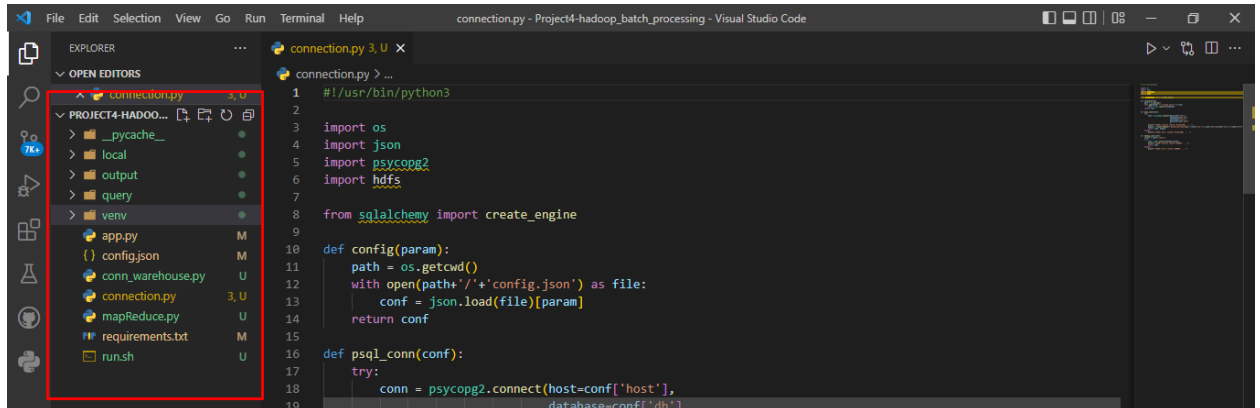 File Edit Selection View Go Run Terminal Help connection.py - Project4-hadoop_batch_processing - Visual Studio Code
EXPLORER
OPEN EDITORS
connection.py 3, U
PROJECT4-HADOO...
__pycache__
local
output
query
venv
app.py M
{} config.json M
conn_warehouse.py U
connection.py 3, U
mapReduce.py U
requirements.txt M
run.sh U
7K+
connection.py 3, U
connection.py > ...
1 #!/usr/bin/python3
2
3 import os
4 import json
5 import psycopg2
6 import hdfs
7
8 from sqlalchemy import create_engine
9
10 def config(param):
11 path = os.getcwd()
12 with open(path+'/'+'config.json') as file:
13 conf = json.load(file)[param]
14 return conf
15
16 def psql_conn(conf):
17 try:
18 conn = psycopg2.connect(host=conf['host'],
19 database=conf['db']